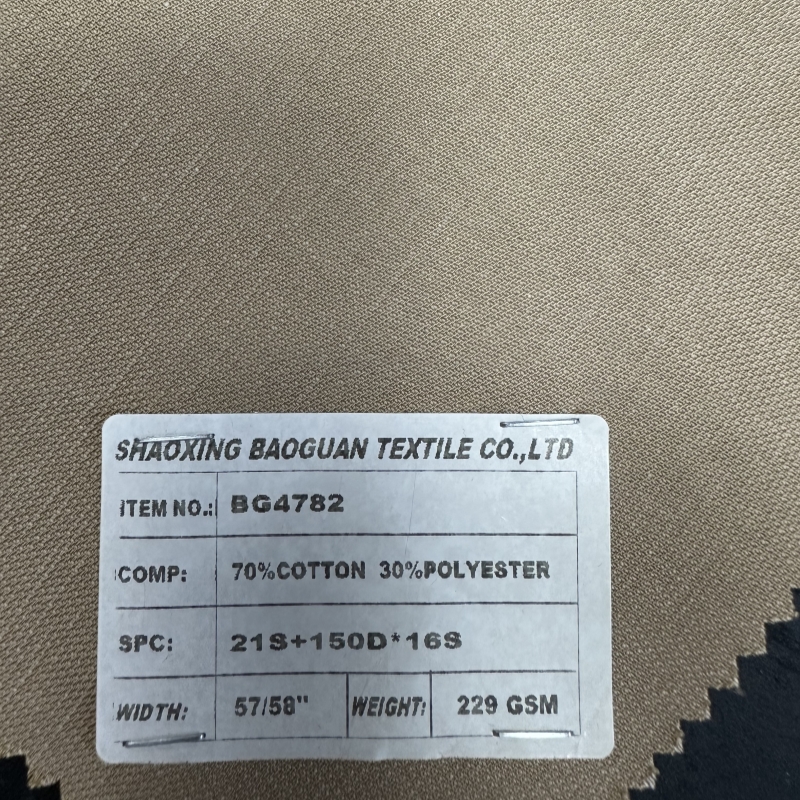 SHAOXING BAOGUAN TEXTILE CO.,LTD
ITEM NO.: BG4782
COMP: 70%COTTON 30%POLYESTER
SPC: 21S+150D*16S
WIDTH: 57/58" WEIGHT: 229 GSM